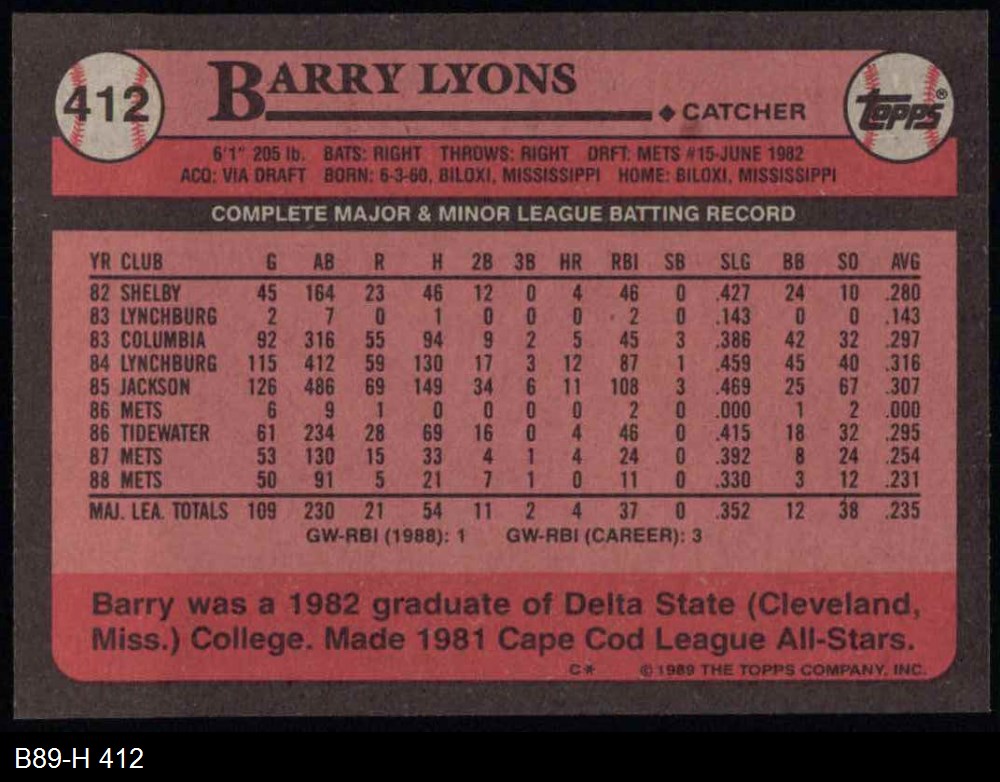 412
BARRY LYONS
◆ CATCHER
Topps®
6'1" 205 lb. BATS: RIGHT THROWS: RIGHT DRFT: METS #15-JUNE 1982
ACQ: VIA DRAFT BORN: 6-3-60, BILOXI, MISSISSIPPI HOME: BILOXI, MISSISSIPPI
COMPLETE MAJOR & MINOR LEAGUE BATTING RECORD
YR CLUB G AB R H 2B 3B HR RBI SB SLG BB SO AVG
82 SHELBY 45 164 23 46 12 0 4 46 0 .427 24 10 .280
83 LYNCHBURG 2 7 0 1 0 0 0 2 0 .143 0 0 .143
83 COLUMBIA 92 316 55 94 9 2 5 45 3 .386 42 32 .297
84 LYNCHBURG 115 412 59 130 17 3 12 87 1 .459 45 40 .316
85 JACKSON 126 486 69 149 34 6 11 108 3 .469 25 67 .307
86 METS 6 9 1 0 0 0 0 2 0 .000 1 2 .000
86 TIDEWATER 61 234 28 69 16 0 4 46 0 .415 18 32 .295
87 METS 53 130 15 33 4 1 4 24 0 .392 8 24 .254
88 METS 50 91 5 21 7 1 0 11 0 .330 3 12 .231
MAJ. LEA. TOTALS 109 230 21 54 11 2 4 37 0 .352 12 38 .235
GW-RBI (1988): 1 GW-RBI (CAREER): 3
Barry was a 1982 graduate of Delta State (Cleveland,
Miss.) College. Made 1981 Cape Cod League All-Stars.
C* © 1989 THE TOPPS COMPANY, INC.
B89-H 412